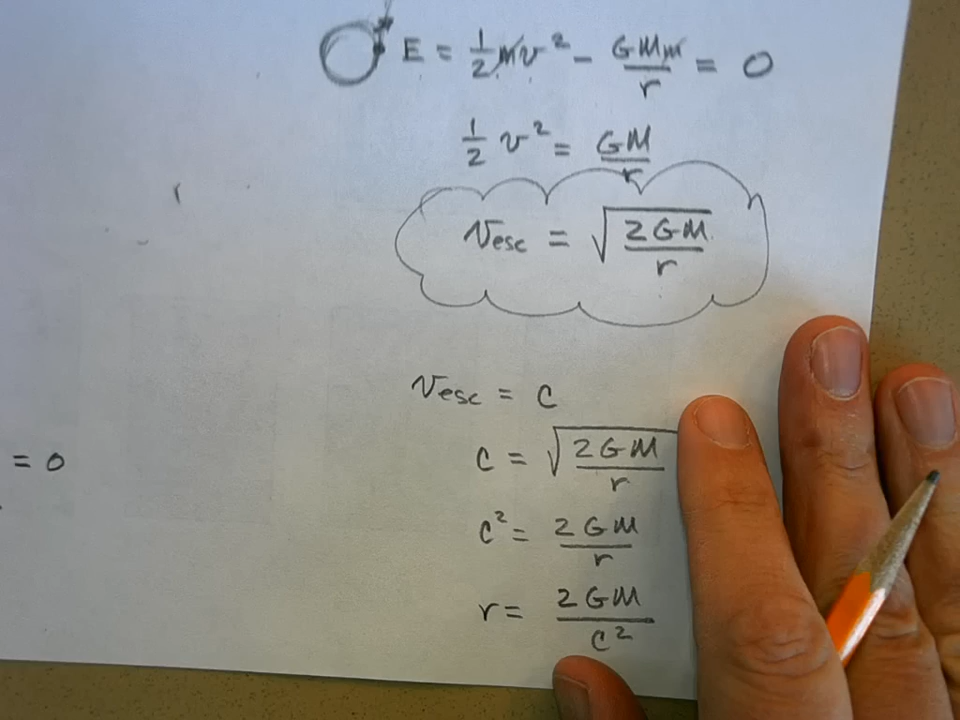 E = 1/2 mv² - GMm/r = 0
1/2 v² = GM/r
Vesc = √(2GM/r)
Vesc = c
= 0
c = √(2GM/r)
c² = 2GM/r
r = 2GM/c²